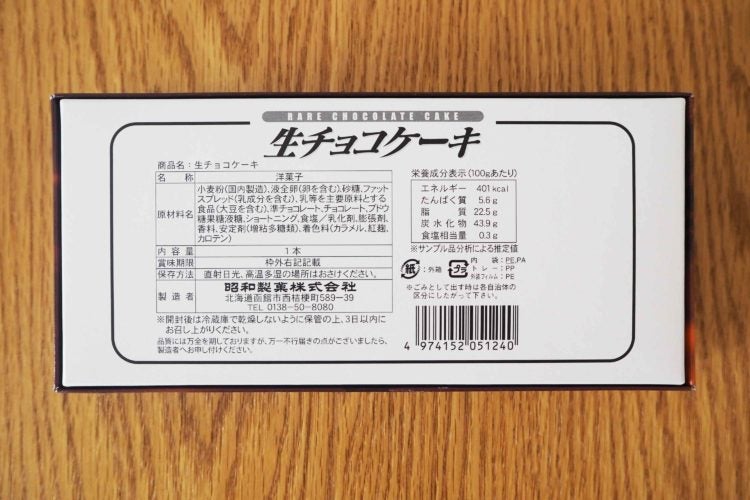 RARE CHOCOLATE CAKE
生チョコケーキ
商品名:生チョコケーキ
名称 洋菓子
原材料名
小麦粉(国内製造)、液全卵(卵を含む)、砂糖、ファット
スプレッド(乳成分を含む)、乳等を主要原料とする
食品(大豆を含む)、準チョコレート、チョコレート、ブドウ
糖果糖液糖、ショートニング、食塩/乳化剤、膨張剤、
香料、安定剤(増粘多糖類)、着色料(カラメル、紅麹、
カロテン)
内容量 1本
賞味期限 枠外右記記載
保存方法 直射日光、高温多湿の場所はおさけください。
製造者
昭和製菓株式会社
北海道函館市西桔梗町589-39
TEL 0138-50-8080
※開封後は冷蔵庫で乾燥しないように保管の上、3日以内に
お召し上がりください。
品質には万全を期しておりますが、万一不行届きの点がございましたら、
製造者へお申し付けください。
栄養成分表示(100gあたり)
エネルギー 401kcal
たんぱく質 5.6g
脂質 22.5g
炭水化物 43.9g
食塩相当量 0.3g
※サンプル品分析による推定値
紙:外箱
プラ
内袋:PE,PA
トレー:PP
外装フィルム:PE
※ごみとして出す時は各自治体の
区分にしたがって下さい。
4 974152 051240